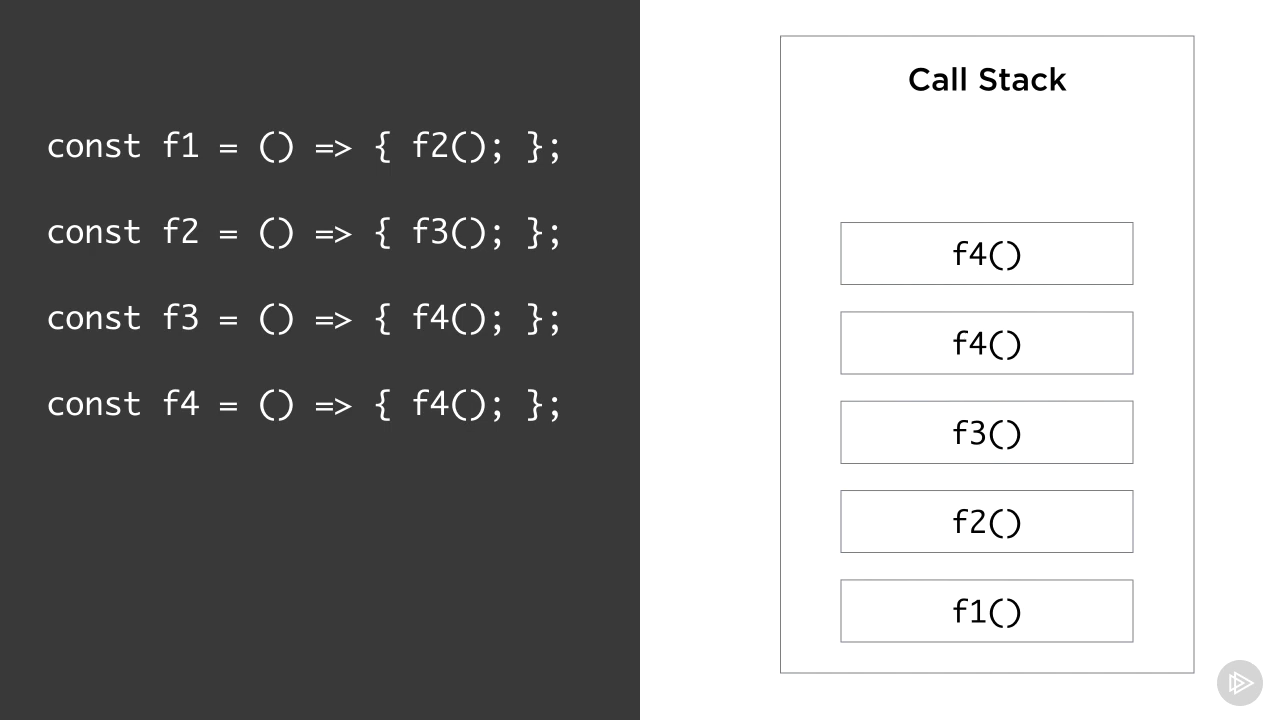 const f1 = () => { f2(); };
const f2 = () => { f3(); };
const f3 = () => { f4(); };
const f4 = () => { f4(); };
Call Stack
f4()
f4()
f3()
f2()
f1()